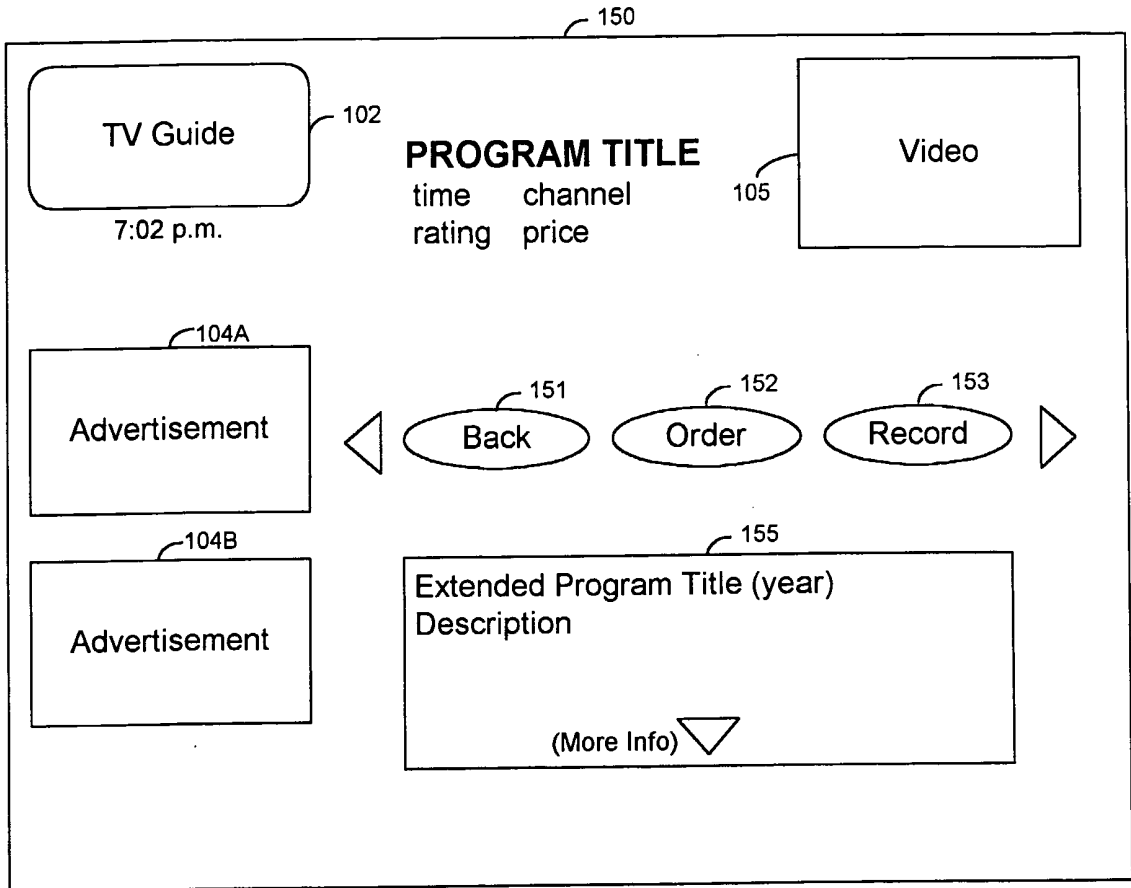 150
TV Guide
102
7:02 p.m.
PROGRAM TITLE
time channel
rating price
105
Video
104A
Advertisement
151
Back
152
Order
153
Record
104B
Advertisement
155
Extended Program Title (year)
Description
(More Info)